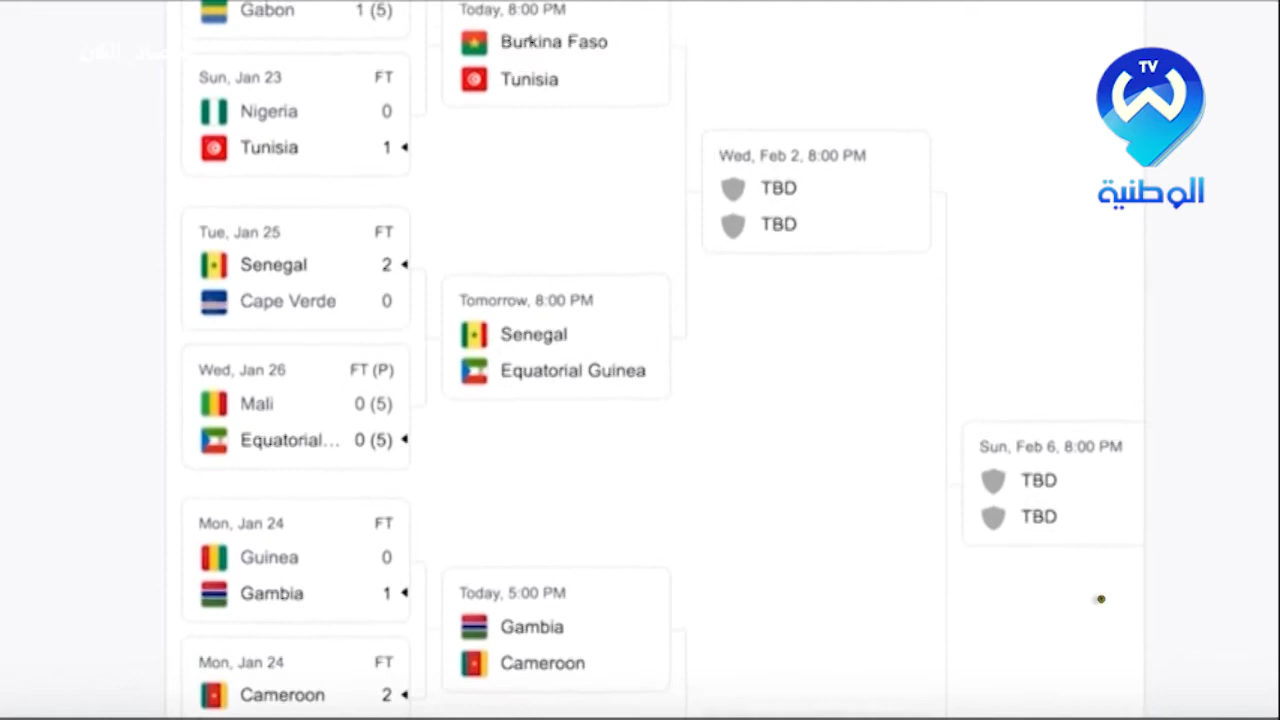 Gabon 1 (5)
Sun, Jan 23 FT
Nigeria 0
Tunisia 1
Tue, Jan 25 FT
Senegal 2
Cape Verde 0
Wed, Jan 26 FT (P)
Mali 0 (5)
Equatorial... 0 (5)
Mon, Jan 24 FT
Guinea 0
Gambia 1
Mon, Jan 24 FT
Cameroon 2
Today, 8:00 PM
Burkina Faso
Tunisia
Tomorrow, 8:00 PM
Senegal
Equatorial Guinea
Today, 5:00 PM
Gambia
Cameroon
Wed, Feb 2, 8:00 PM
TBD
TBD
Sun, Feb 6, 8:00 PM
TBD
TBD
TV
W
الوطنية